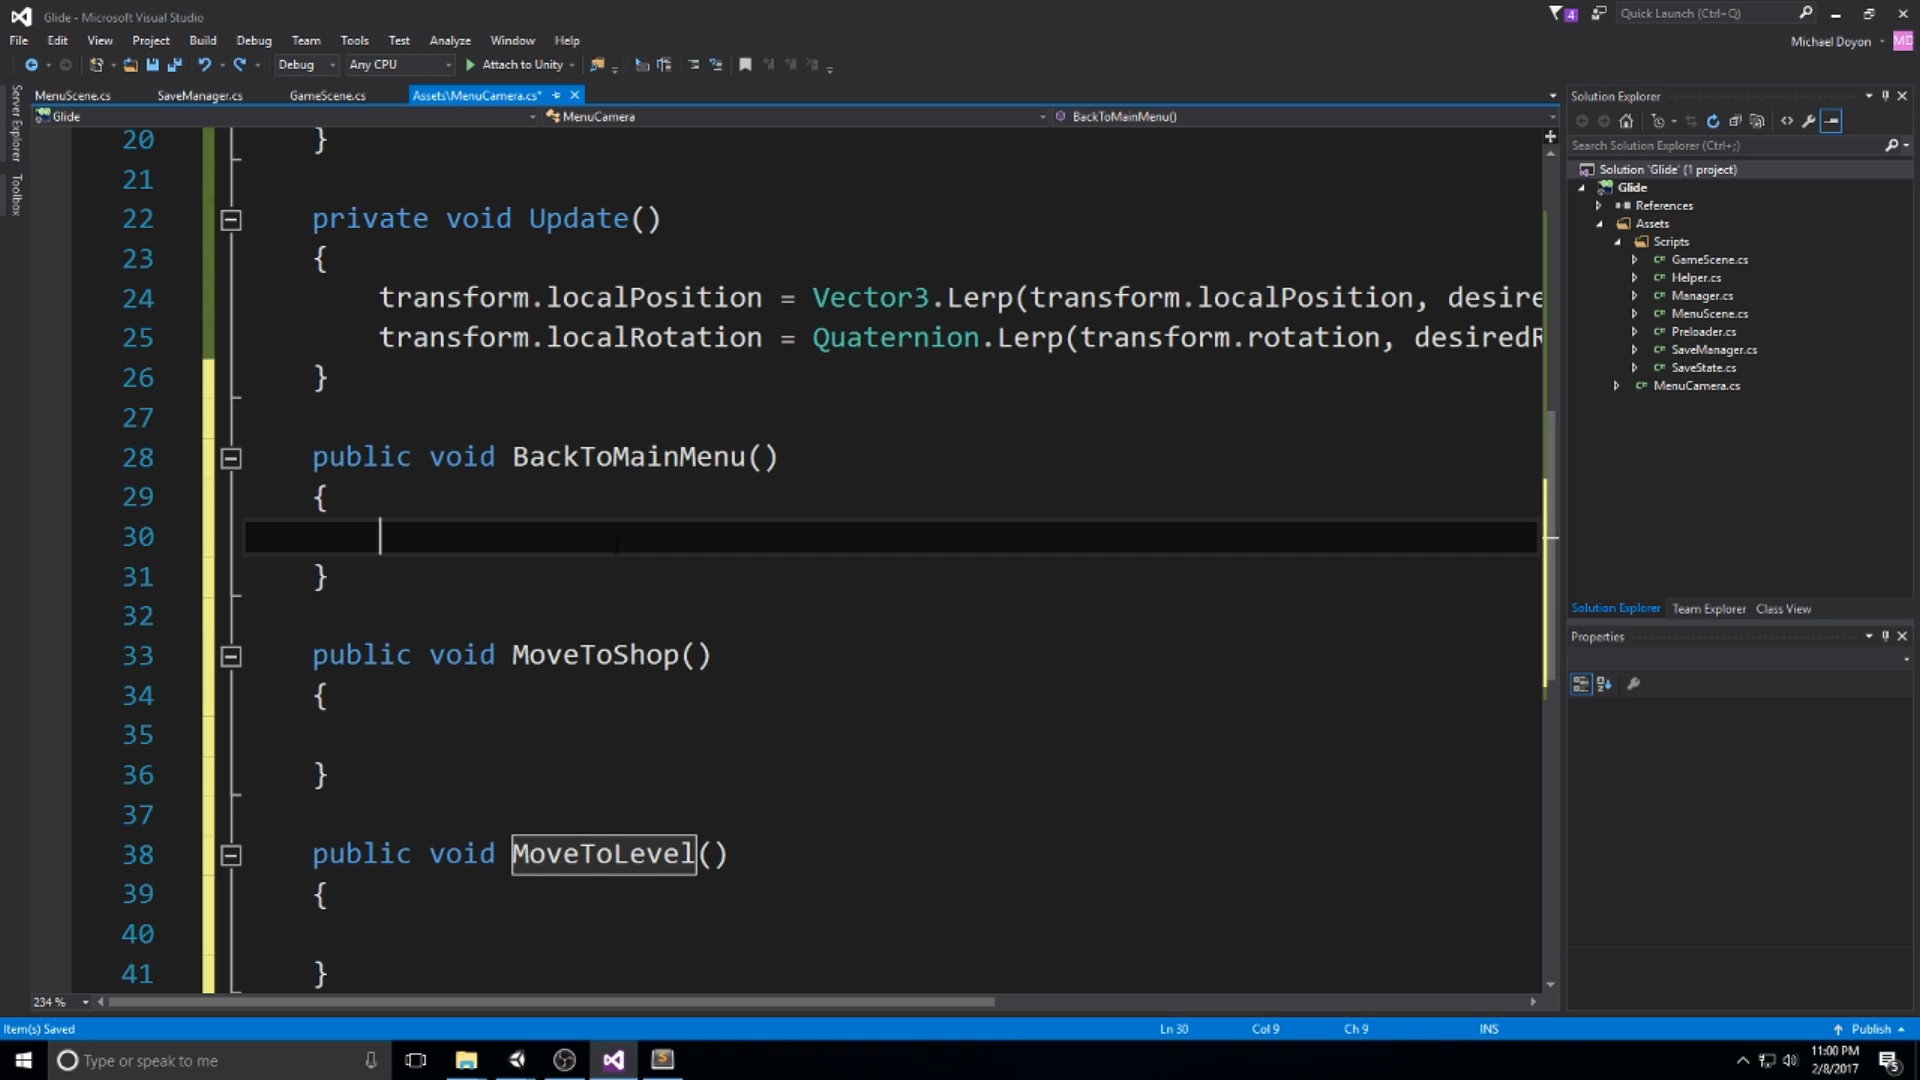 Glide - Microsoft Visual Studio
4
Quick Launch (Ctrl+Q)
File Edit View Project Build Debug Team Tools Test Analyze Window Help
Michael Doyon
MD
Debug Any CPU Attach to Unity
MenuScene.cs SaveManager.cs GameScene.cs Assets\MenuCamera.cs*
Glide MenuCamera BackToMainMenu()
Server Explorer
Toolbox
20 }
21
22 private void Update()
23 {
24 transform.localPosition = Vector3.Lerp(transform.localPosition, desire
25 transform.localRotation = Quaternion.Lerp(transform.rotation, desiredR
26 }
27
28 public void BackToMainMenu()
29 {
30
31 }
32
33 public void MoveToShop()
34 {
35
36 }
37
38 public void MoveToLevel()
39 {
40
41 }
234 %
Solution Explorer
Search Solution Explorer (Ctrl+;)
Solution 'Glide' (1 project)
Glide
References
Assets
Scripts
GameScene.cs
Helper.cs
Manager.cs
MenuScene.cs
Preloader.cs
SaveManager.cs
SaveState.cs
MenuCamera.cs
Solution Explorer Team Explorer Class View
Properties
Item(s) Saved Ln 30 Col 9 Ch 9 INS Publish
Type or speak to me
11:00 PM
2/8/2017
5